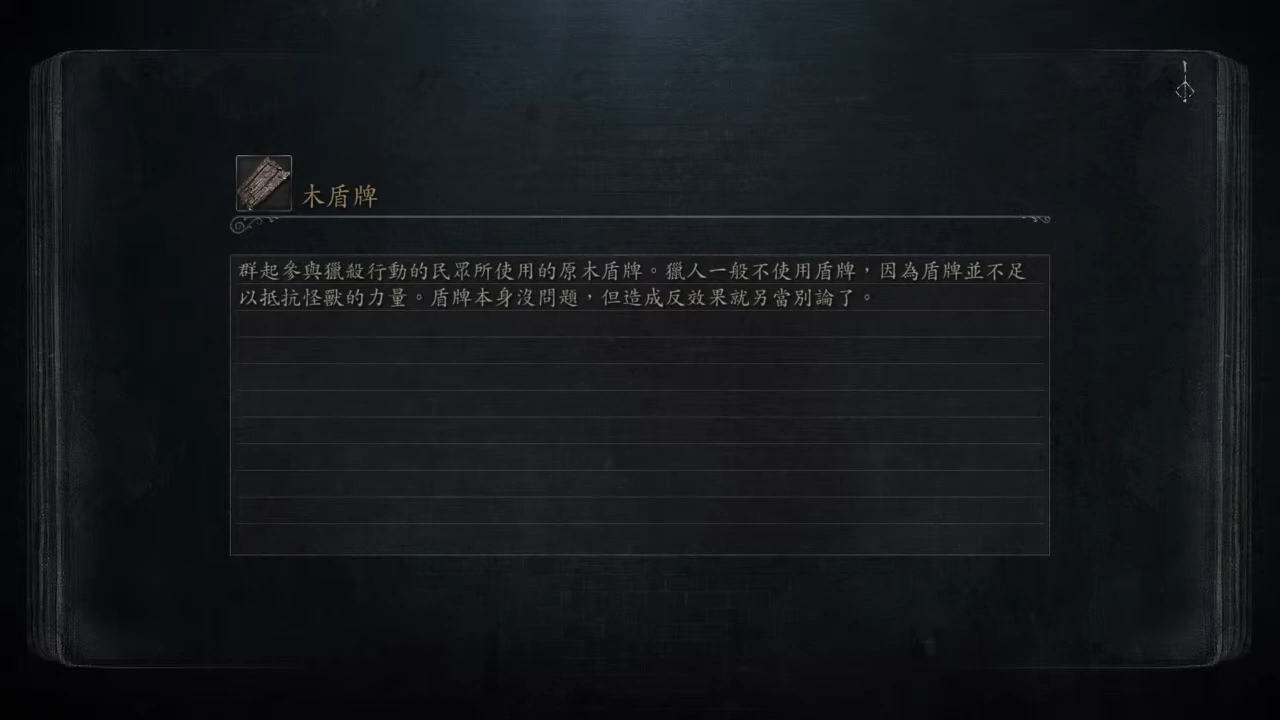 木盾牌
群起參與獵殺行動的民眾所使用的原木盾牌。獵人一般不使用盾牌，因為盾牌並不足
以抵抗怪獸的力量。盾牌本身沒問題，但造成反效果就另當別論了。